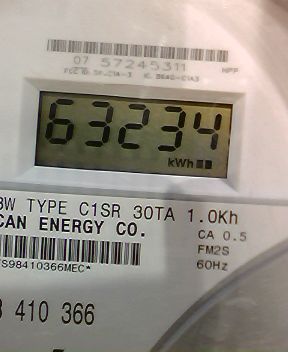 07 57245311
63234
kWh
3W TYPE C1SR 30TA 1.0Kh
CAN ENERGY CO.
CA 0.5
FM2S
60Hz
S98410366MEC*
410 366